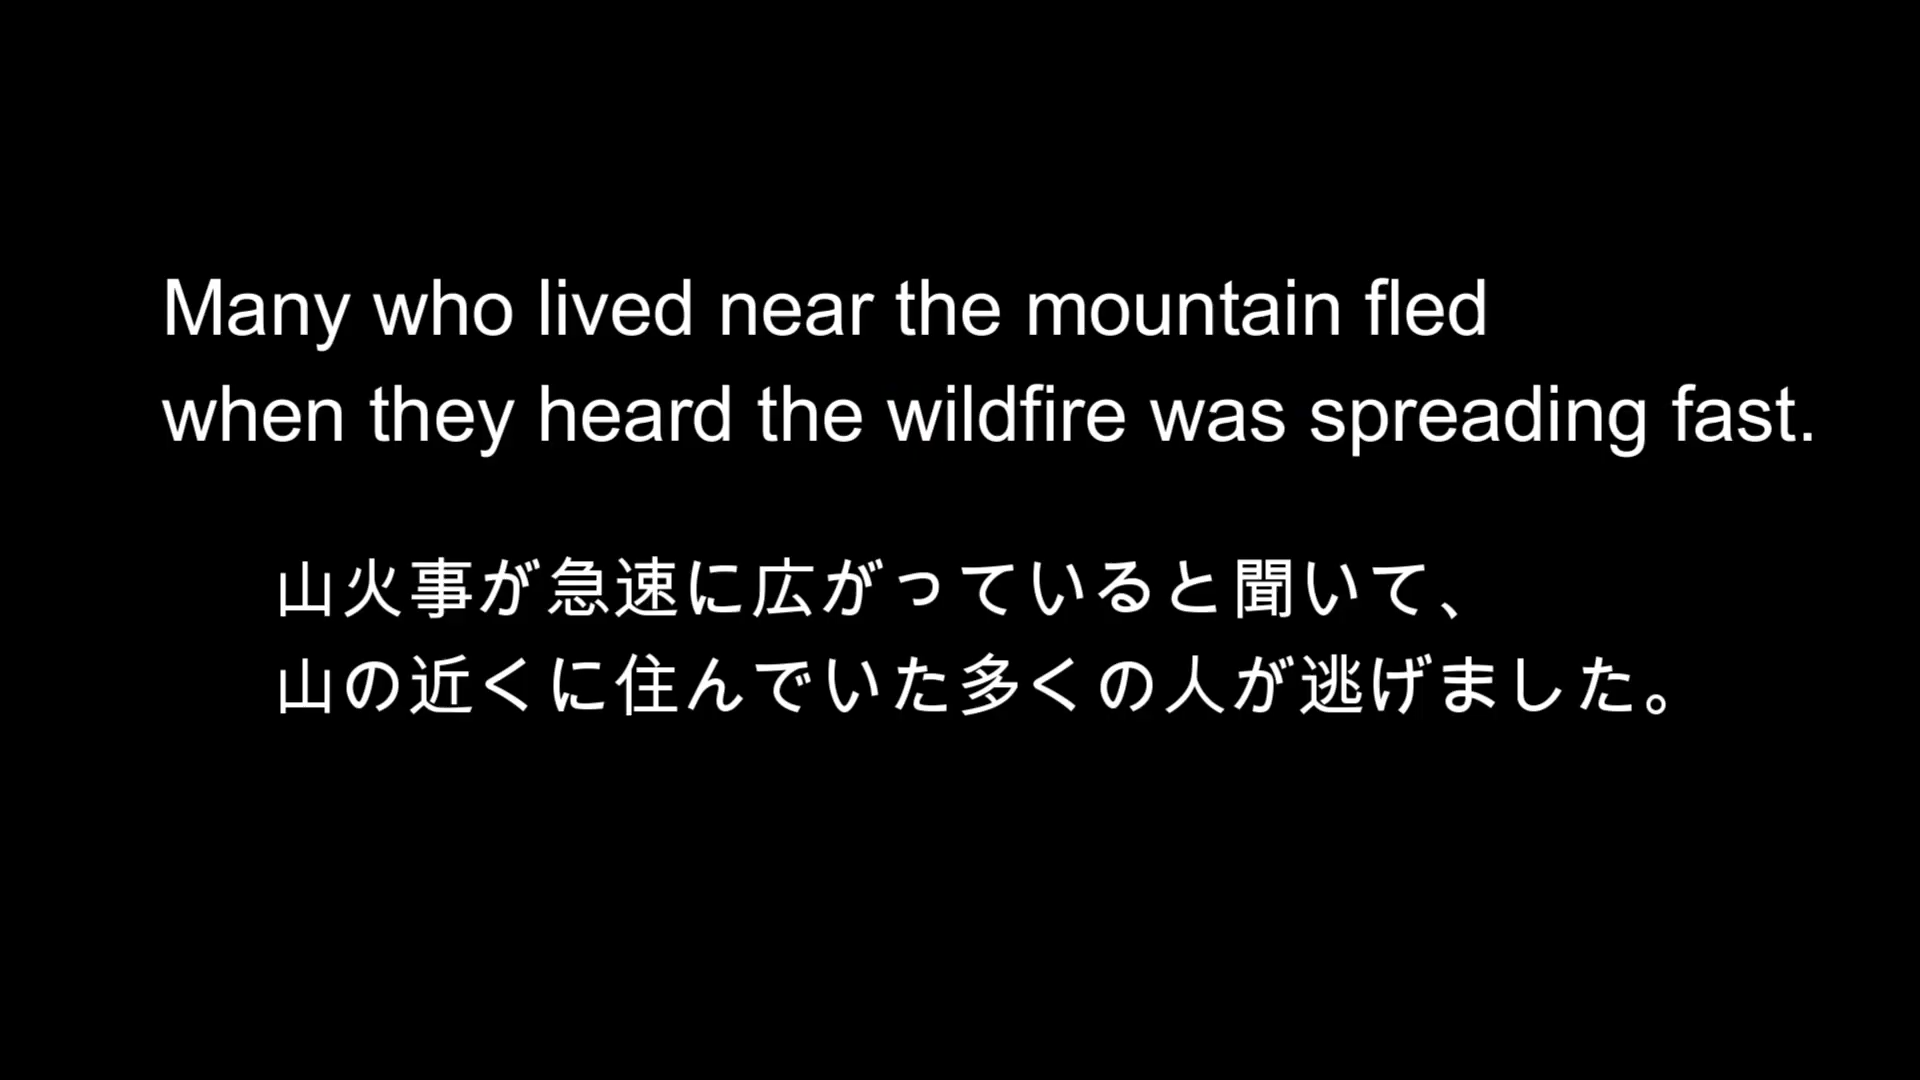 Many who lived near the mountain fled
when they heard the wildfire was spreading fast.
山火事が急速に広がっていると聞いて、
山の近くに住んでいた多くの人が逃げました。